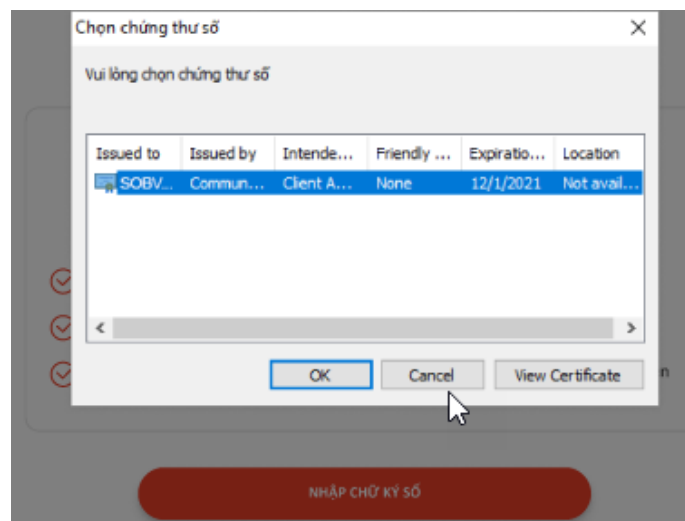 Chọn chứng thư số
Vui lòng chọn chứng thư số
Issued to Issued by Intende... Friendly ... Expiratio... Location
SOBV... Commun... Client A... None 12/1/2021 Not avail...
OK Cancel View Certificate
n
NHẬP CHỮ KÝ SỐ